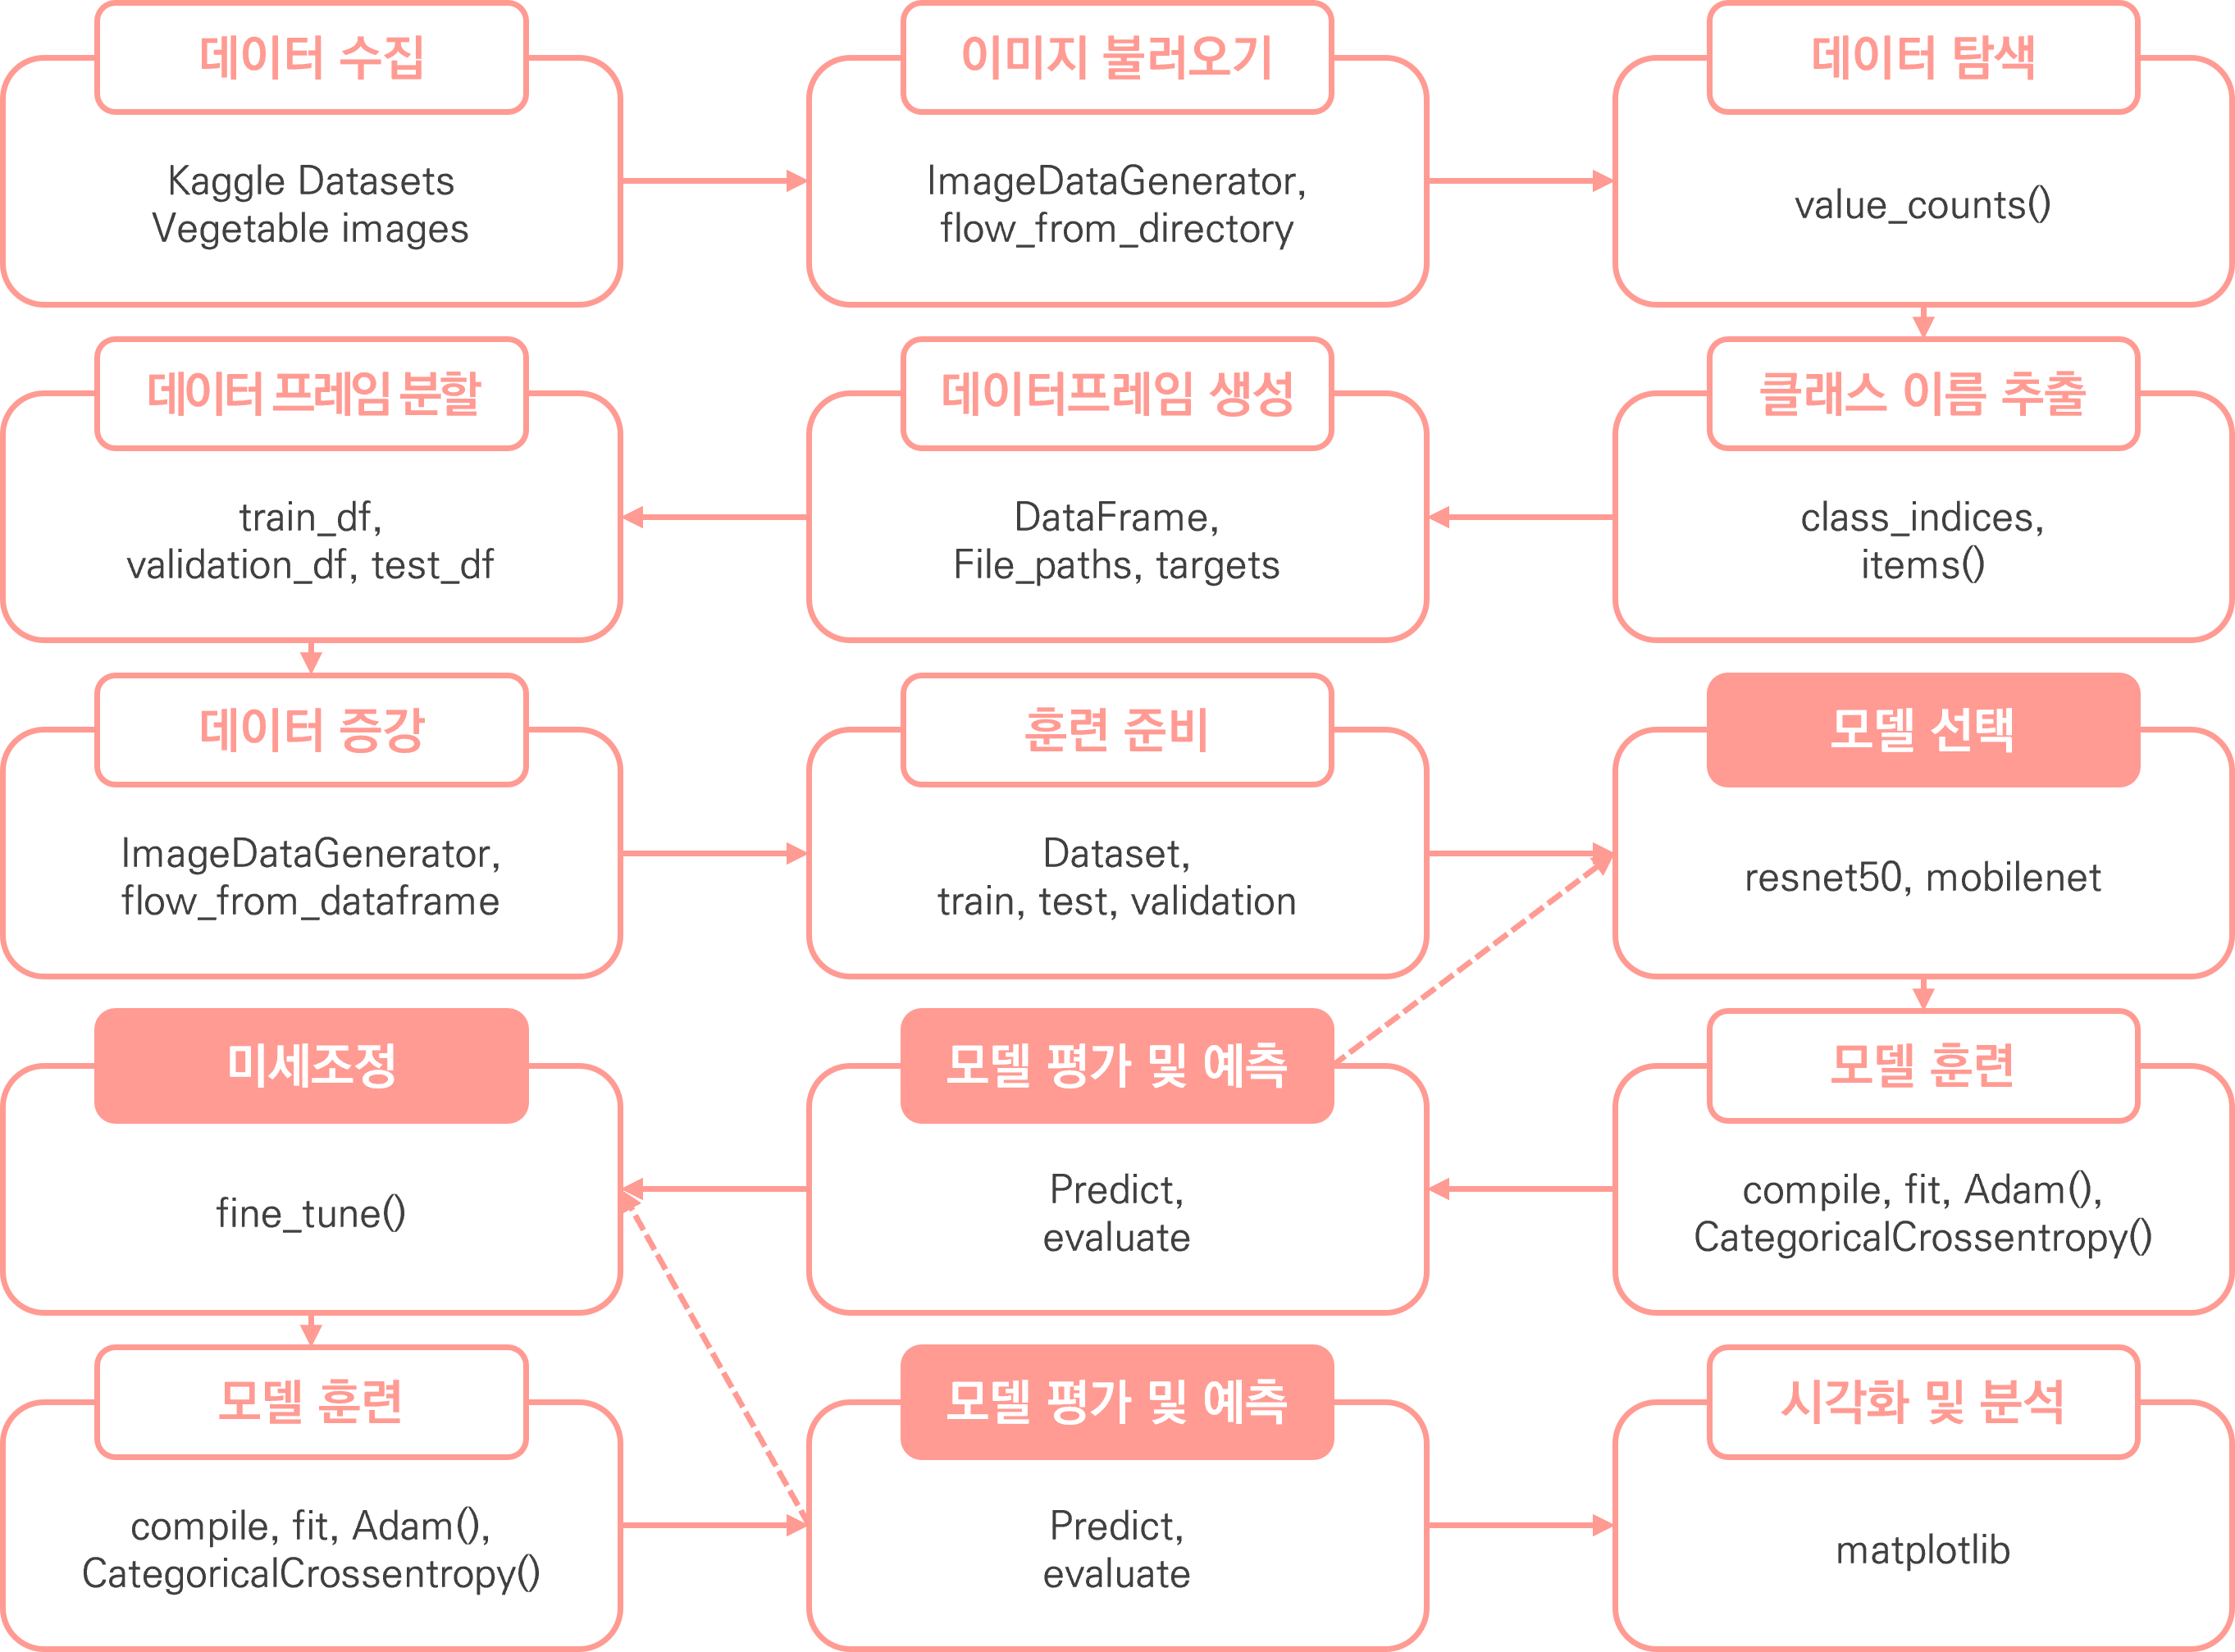 데이터 수집
Kaggle Datasets
Vegetable images
이미지 불러오기
ImageDataGenerator,
flow_from_directory
데이터 탐색
value_counts()
클래스 이름 추출
class_indices,
items()
데이터프레임 생성
DataFrame,
File_paths, targets
데이터프레임 분할
train_df,
validation_df, test_df
데이터 증강
ImageDataGenerator,
flow_from_dataframe
훈련 준비
Dataset,
train, test, validation
모델 선택
resnet50, mobilenet
모델 훈련
compile, fit, Adam(),
CategoricalCrossentropy()
모델 평가 및 예측
Predict,
evaluate
미세조정
fine_tune()
모델 훈련
compile, fit, Adam(),
CategoricalCrossentropy()
모델 평가 및 예측
Predict,
evaluate
시각화 및 분석
matplotlib